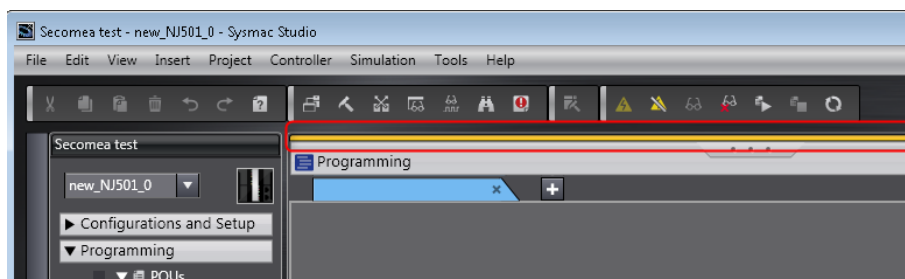 Secomea test - new_NJ501_0 - Sysmac Studio
File Edit View Insert Project Controller Simulation Tools Help
Secomea test
Programming
new_NJ501_0
Configurations and Setup
Programming
POUs